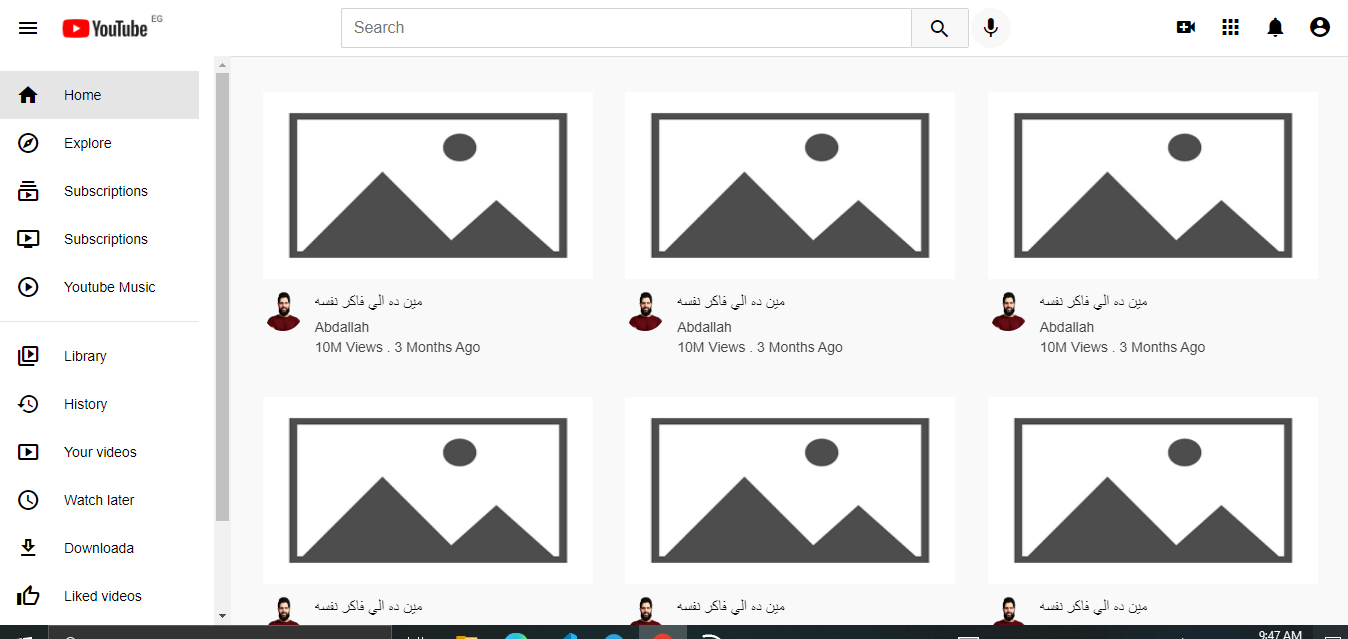 YouTube EG
Search
Home
Explore
Subscriptions
Subscriptions
Youtube Music
Library
History
Your videos
Watch later
Downloada
Liked videos
مين ده الي فاكر نفسه
Abdallah
10M Views . 3 Months Ago
مين ده الي فاكر نفسه
Abdallah
10M Views . 3 Months Ago
مين ده الي فاكر نفسه
Abdallah
10M Views . 3 Months Ago
مين ده الي فاكر نفسه
مين ده الي فاكر نفسه
مين ده الي فاكر نفسه
9:47 AM